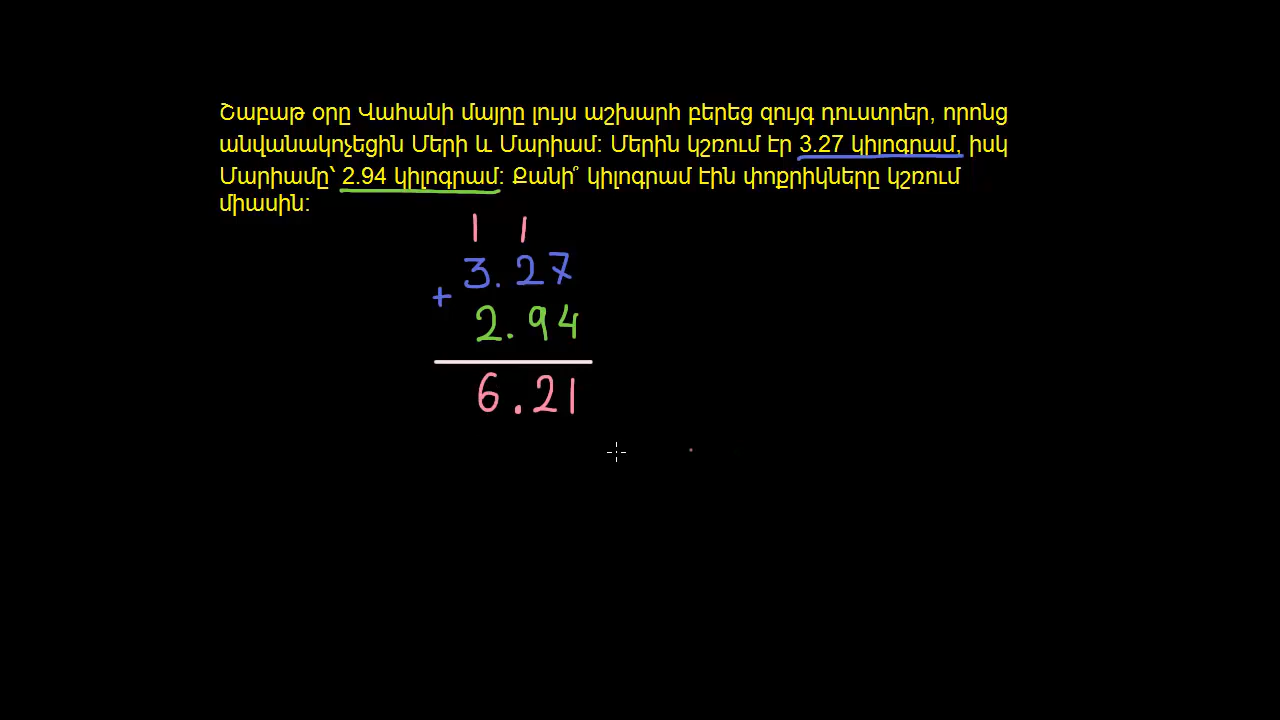 Շաբաթ օրը Վահանի մայրը լույս աշխարհ բերեց զույգ դուստրեր, որոնց
անվանակոչեցին Մերի և Մարիամ: Մերին կշռում էր 3.27 կիլոգրամ, իսկ
Մարիամը՝ 2.94 կիլոգրամ: Քանի՞ կիլոգրամ էին փոքրիկները կշռում
միասին:
1 1
3.27
+
2.94
6.21